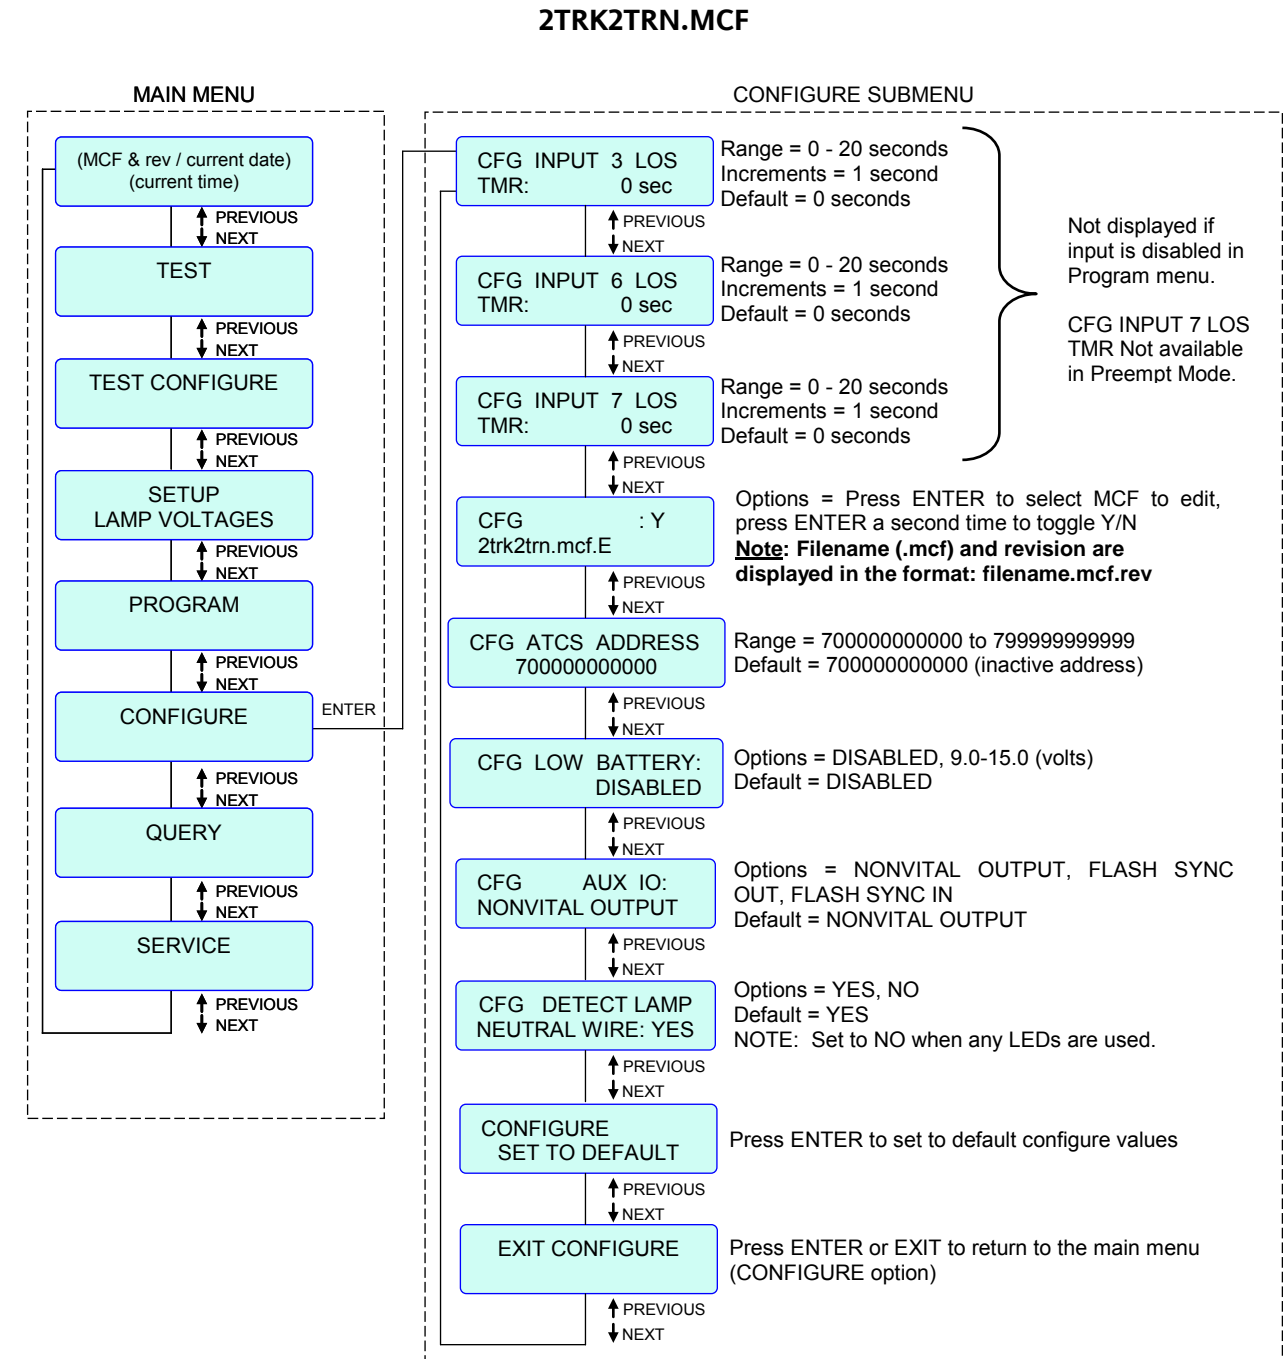 2TRK2TRN.MCF
MAIN MENU
(MCF & rev / current date)
(current time)
PREVIOUS
NEXT
TEST
PREVIOUS
NEXT
TEST CONFIGURE
PREVIOUS
NEXT
SETUP
LAMP VOLTAGES
PREVIOUS
NEXT
PROGRAM
PREVIOUS
NEXT
CONFIGURE
ENTER
PREVIOUS
NEXT
QUERY
PREVIOUS
NEXT
SERVICE
PREVIOUS
NEXT
CONFIGURE SUBMENU
CFG INPUT 3 LOS
TMR: 0 sec
Range = 0 - 20 seconds
Increments = 1 second
Default = 0 seconds
PREVIOUS
NEXT
CFG INPUT 6 LOS
TMR: 0 sec
Range = 0 - 20 seconds
Increments = 1 second
Default = 0 seconds
PREVIOUS
NEXT
CFG INPUT 7 LOS
TMR: 0 sec
Range = 0 - 20 seconds
Increments = 1 second
Default = 0 seconds
Not displayed if
input is disabled in
Program menu.
CFG INPUT 7 LOS
TMR Not available
in Preempt Mode.
PREVIOUS
NEXT
CFG : Y
2trk2trn.mcf.E
Options = Press ENTER to select MCF to edit,
press ENTER a second time to toggle Y/N
Note: Filename (.mcf) and revision are
displayed in the format: filename.mcf.rev
PREVIOUS
NEXT
CFG ATCS ADDRESS
700000000000
Range = 700000000000 to 799999999999
Default = 700000000000 (inactive address)
PREVIOUS
NEXT
CFG LOW BATTERY:
DISABLED
Options = DISABLED, 9.0-15.0 (volts)
Default = DISABLED
PREVIOUS
NEXT
CFG AUX IO:
NONVITAL OUTPUT
Options = NONVITAL OUTPUT, FLASH SYNC
OUT, FLASH SYNC IN
Default = NONVITAL OUTPUT
PREVIOUS
NEXT
CFG DETECT LAMP
NEUTRAL WIRE: YES
Options = YES, NO
Default = YES
NOTE: Set to NO when any LEDs are used.
PREVIOUS
NEXT
CONFIGURE
SET TO DEFAULT
Press ENTER to set to default configure values
PREVIOUS
NEXT
EXIT CONFIGURE
Press ENTER or EXIT to return to the main menu
(CONFIGURE option)
PREVIOUS
NEXT